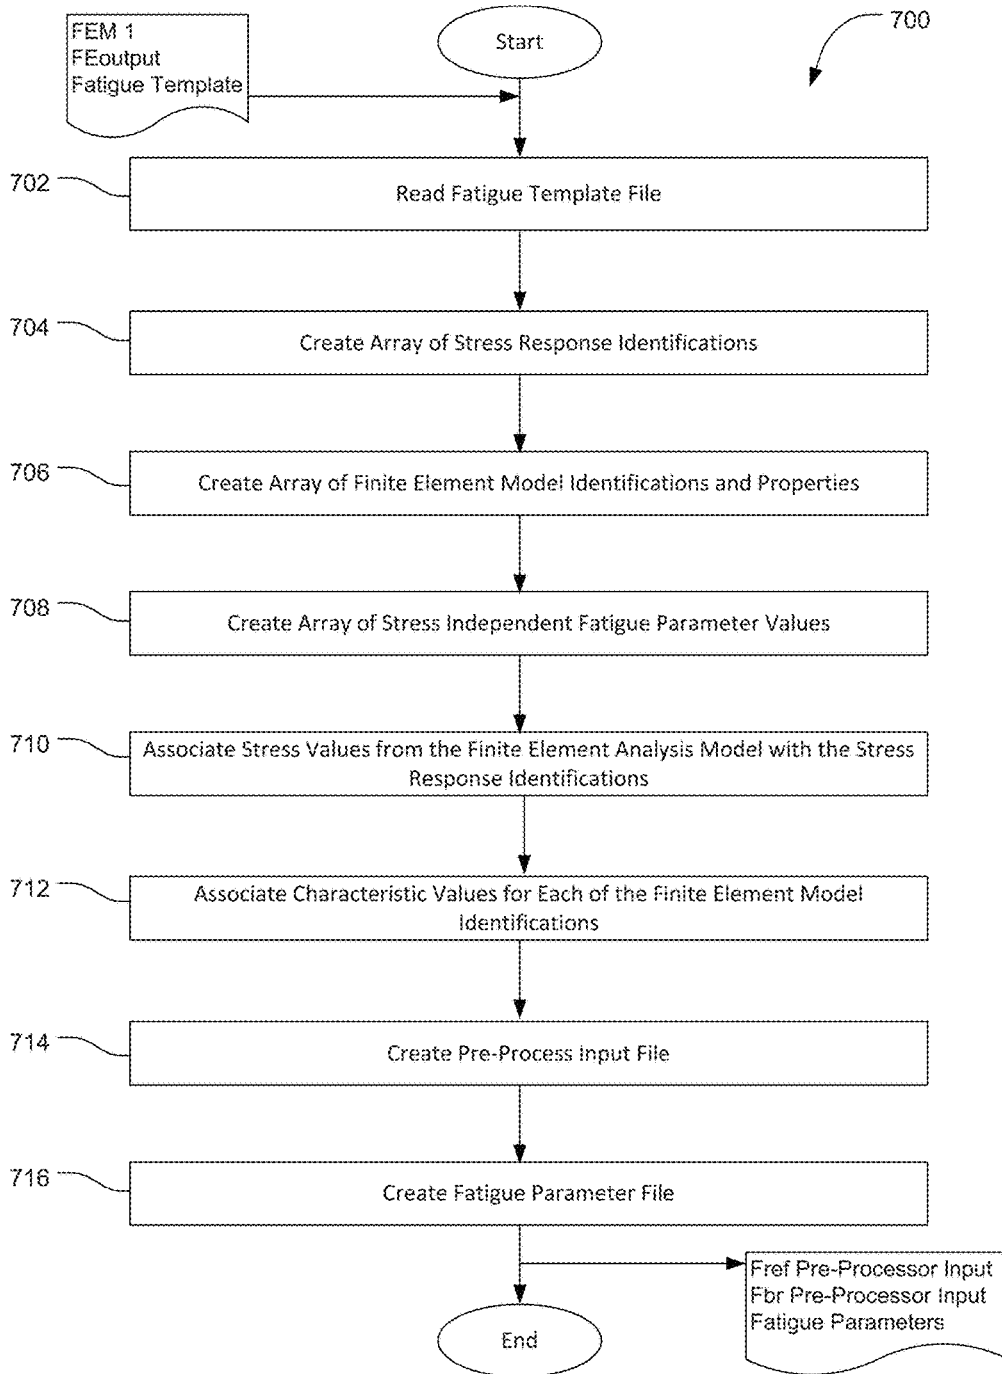 FEM 1
FEoutput
Fatigue Template
Start
700
702
Read Fatigue Template File
704
Create Array of Stress Response Identifications
706
Create Array of Finite Element Model Identifications and Properties
708
Create Array of Stress Independent Fatigue Parameter Values
710
Associate Stress Values from the Finite Element Analysis Model with the Stress
Response Identifications
712
Associate Characteristic Values for Each of the Finite Element Model
Identifications
714
Create Pre-Process Input File
716
Create Fatigue Parameter File
Fref Pre-Processor Input
Fbr Pre-Processor Input
Fatigue Parameters
End